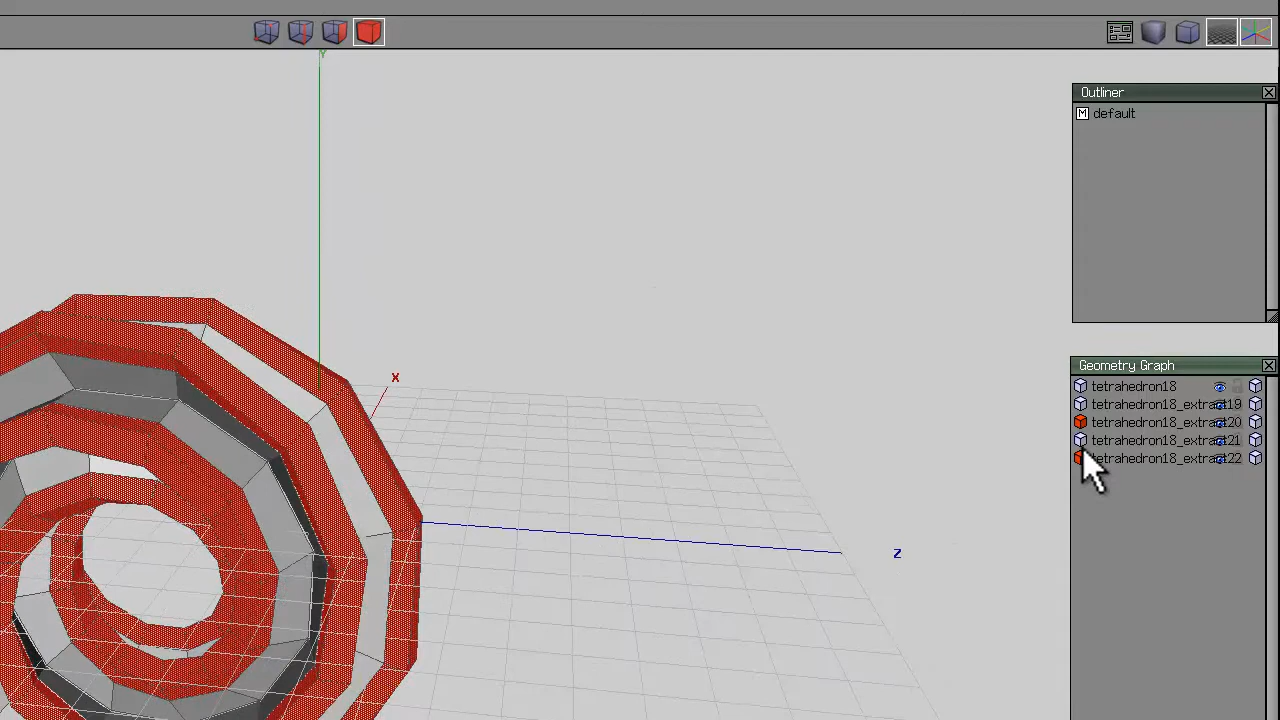 Y
Outliner
M default
X
Z
Geometry Graph
tetrahedron18
tetrahedron18_extract19
tetrahedron18_extract20
tetrahedron18_extract21
tetrahedron18_extract22